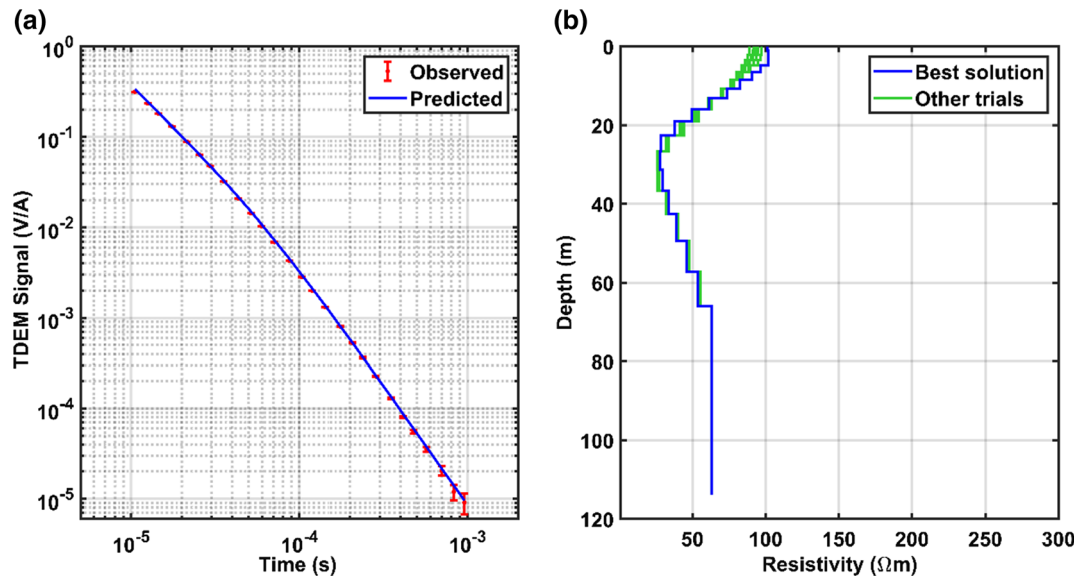 (a)
10^0
10^-1
10^-2
10^-3
10^-4
10^-5
TDEM Signal (V/A)
Observed
Predicted
10^-5
10^-4
10^-3
Time (s)
(b)
0
20
40
60
80
100
120
Depth (m)
Best solution
Other trials
50
100
150
200
250
300
Resistivity (Ωm)